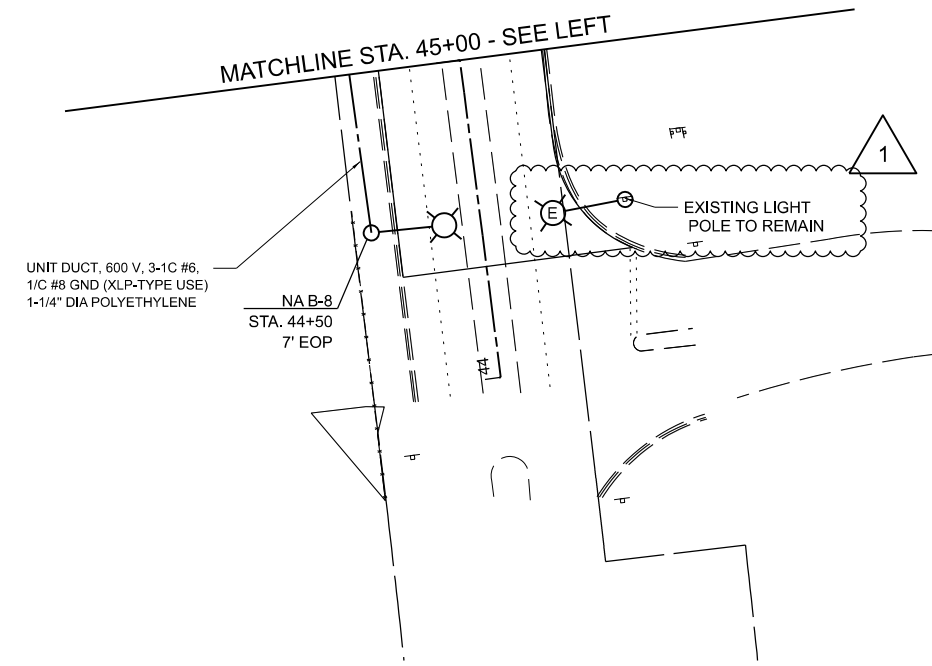 MATCHLINE STA. 45+00 - SEE LEFT
1
E
EXISTING LIGHT
POLE TO REMAIN
UNIT DUCT, 600 V, 3-1C #6,
1/C #8 GND (XLP-TYPE USE)
1-1/4" DIA POLYETHYLENE
NA B-8
STA. 44+50
7' EOP
44